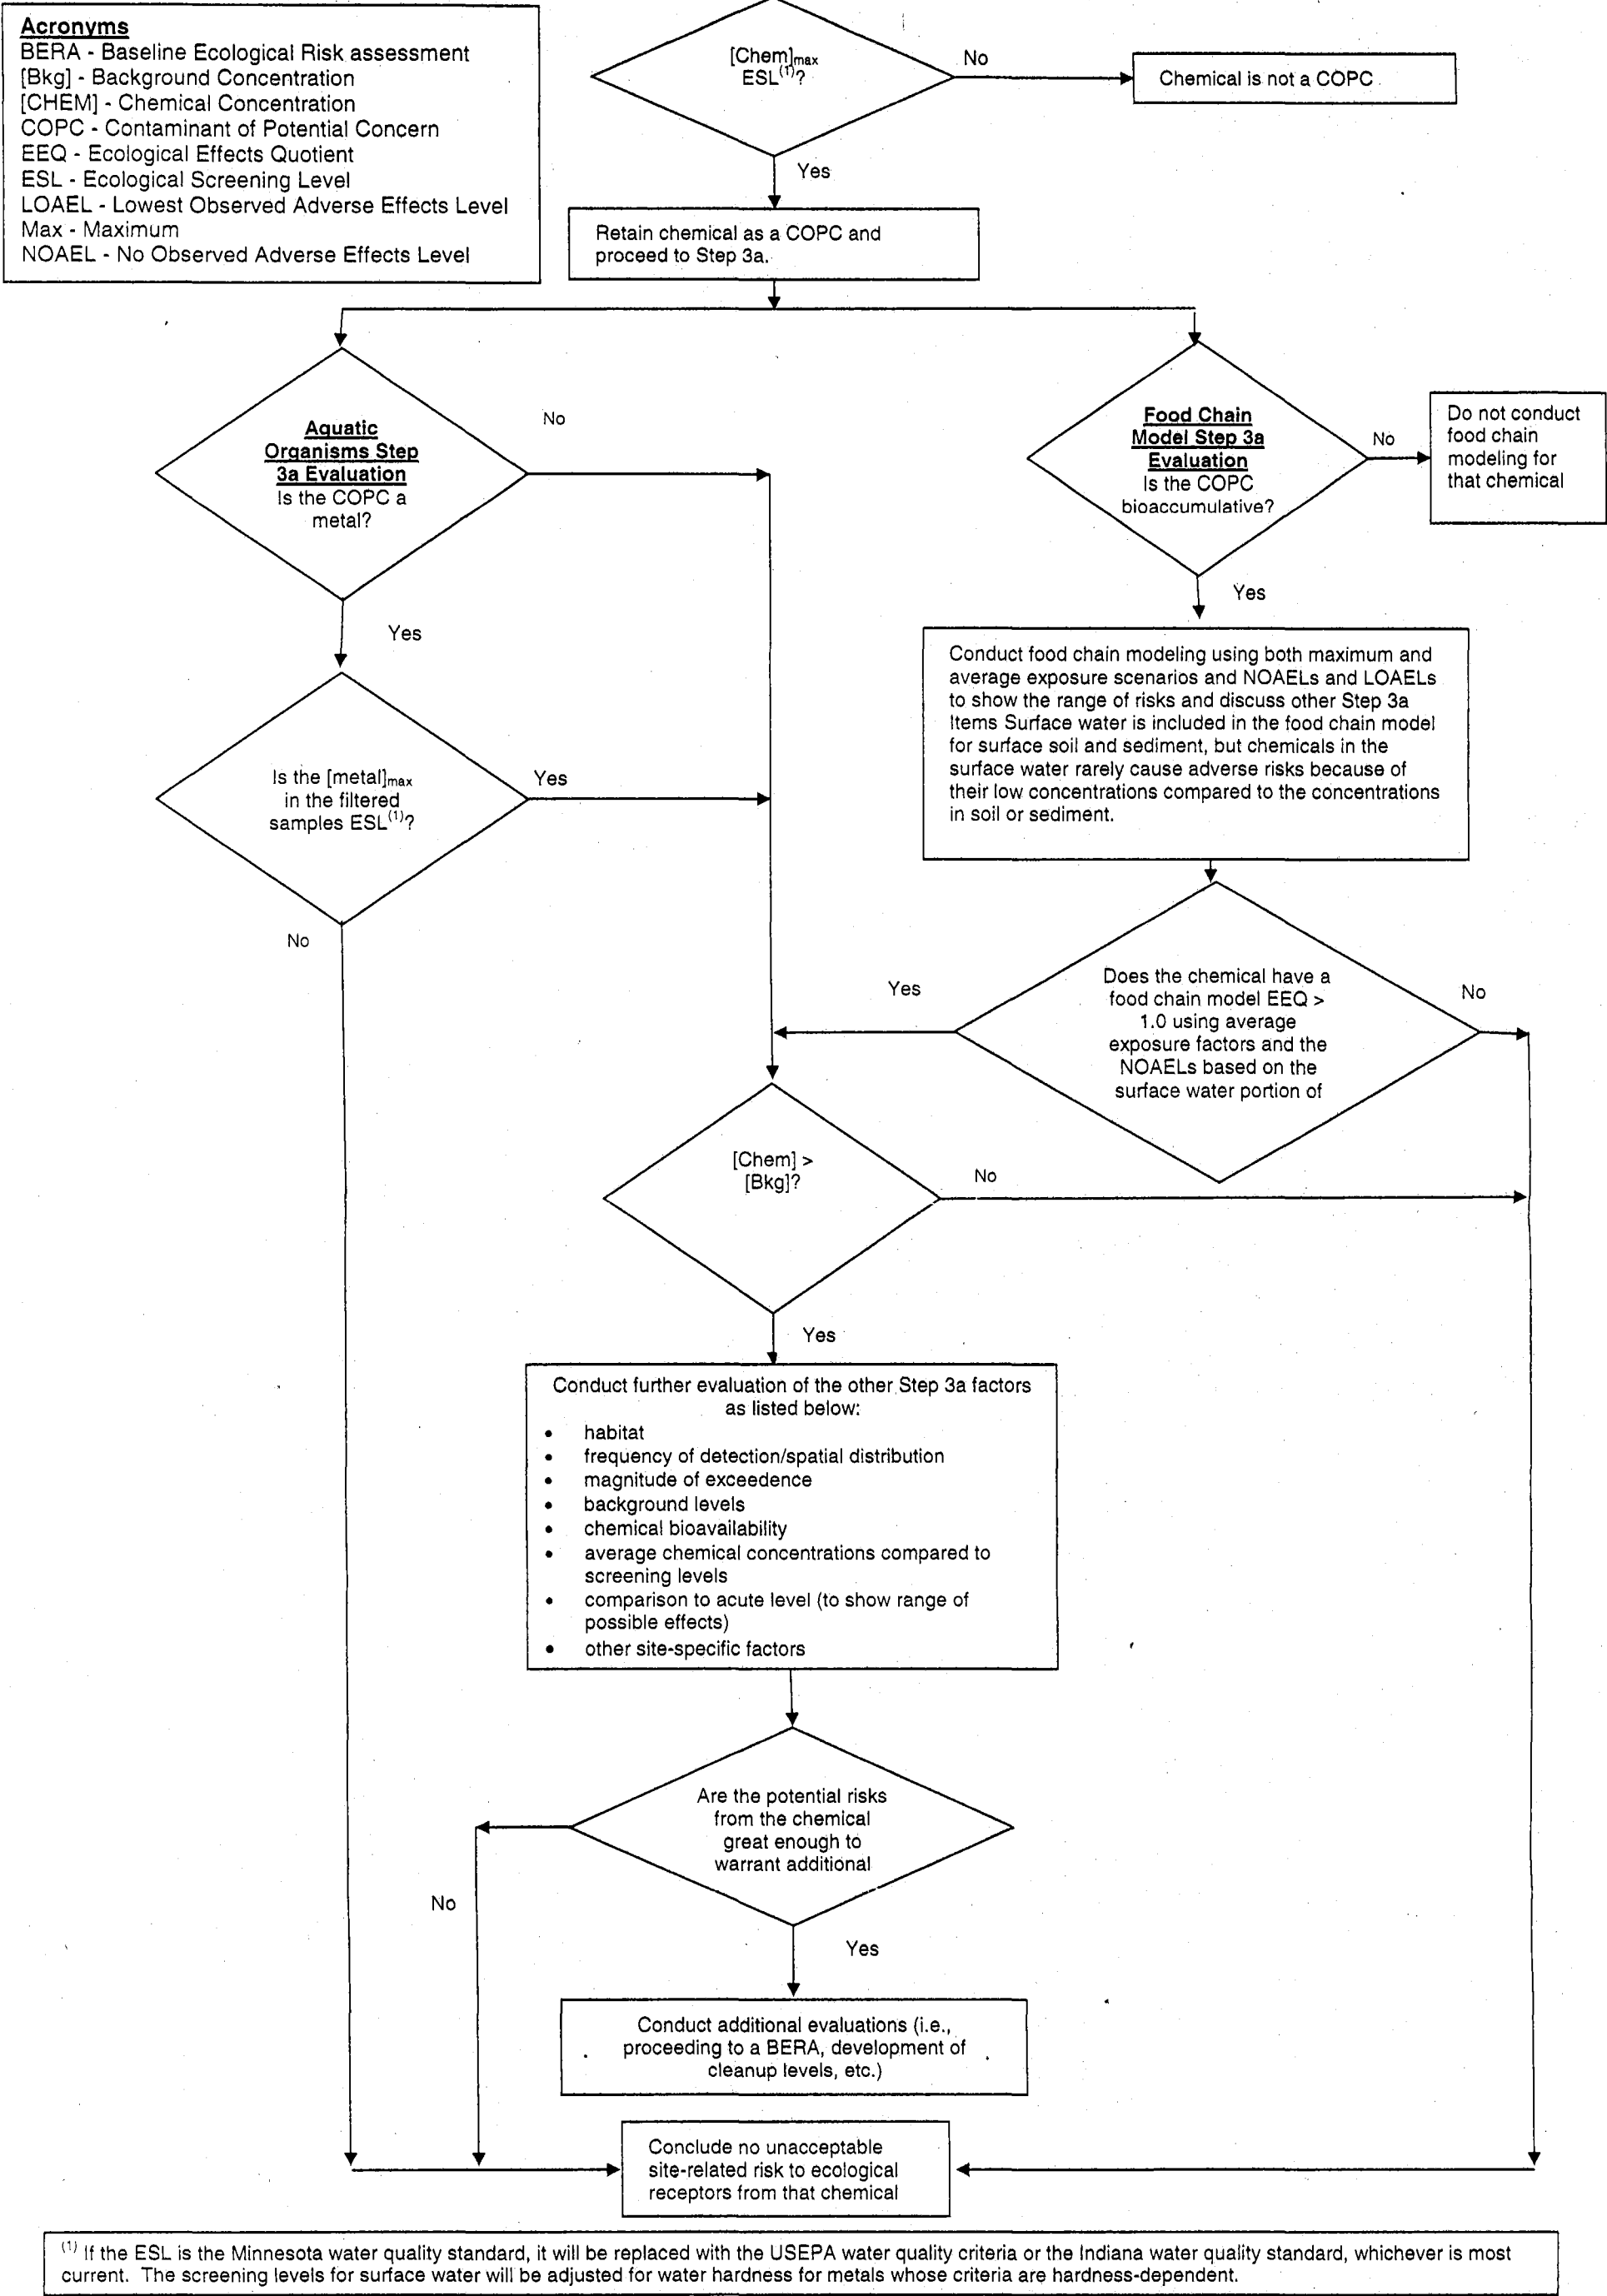 Acronyms
BERA - Baseline Ecological Risk assessment
[Bkg] - Background Concentration
[CHEM] - Chemical Concentration
COPC - Contaminant of Potential Concern
EEQ - Ecological Effects Quotient
ESL - Ecological Screening Level
LOAEL - Lowest Observed Adverse Effects Level
Max - Maximum
NOAEL - No Observed Adverse Effects Level
[Chem]max
ESL(1)?
No
Chemical is not a COPC
Yes
Retain chemical as a COPC and
proceed to Step 3a.
Aquatic
Organisms Step
3a Evaluation
Is the COPC a
metal?
No
Yes
Food Chain
Model Step 3a
Evaluation
Is the COPC
bioaccumulative?
No
Do not conduct
food chain
modeling for
that chemical
Yes
Conduct food chain modeling using both maximum and
average exposure scenarios and NOAELs and LOAELs
to show the range of risks and discuss other Step 3a
Items Surface water is included in the food chain model
for surface soil and sediment, but chemicals in the
surface water rarely cause adverse risks because of
their low concentrations compared to the concentrations
in soil or sediment.
Is the [metal]max
in the filtered
samples ESL(1)?
Yes
No
Does the chemical have a
food chain model EEQ >
1.0 using average
exposure factors and the
NOAELs based on the
surface water portion of
Yes
No
[Chem] >
[Bkg]?
No
Yes
Conduct further evaluation of the other Step 3a factors
as listed below:
• habitat
• frequency of detection/spatial distribution
• magnitude of exceedence
• background levels
• chemical bioavailability
• average chemical concentrations compared to
screening levels
• comparison to acute level (to show range of
possible effects)
• other site-specific factors
Are the potential risks
from the chemical
great enough to
warrant additional
No
Yes
Conduct additional evaluations (i.e.,
proceeding to a BERA, development of
cleanup levels, etc.)
Conclude no unacceptable
site-related risk to ecological
receptors from that chemical
(1) If the ESL is the Minnesota water quality standard, it will be replaced with the USEPA water quality criteria or the Indiana water quality standard, whichever is most
current. The screening levels for surface water will be adjusted for water hardness for metals whose criteria are hardness-dependent.